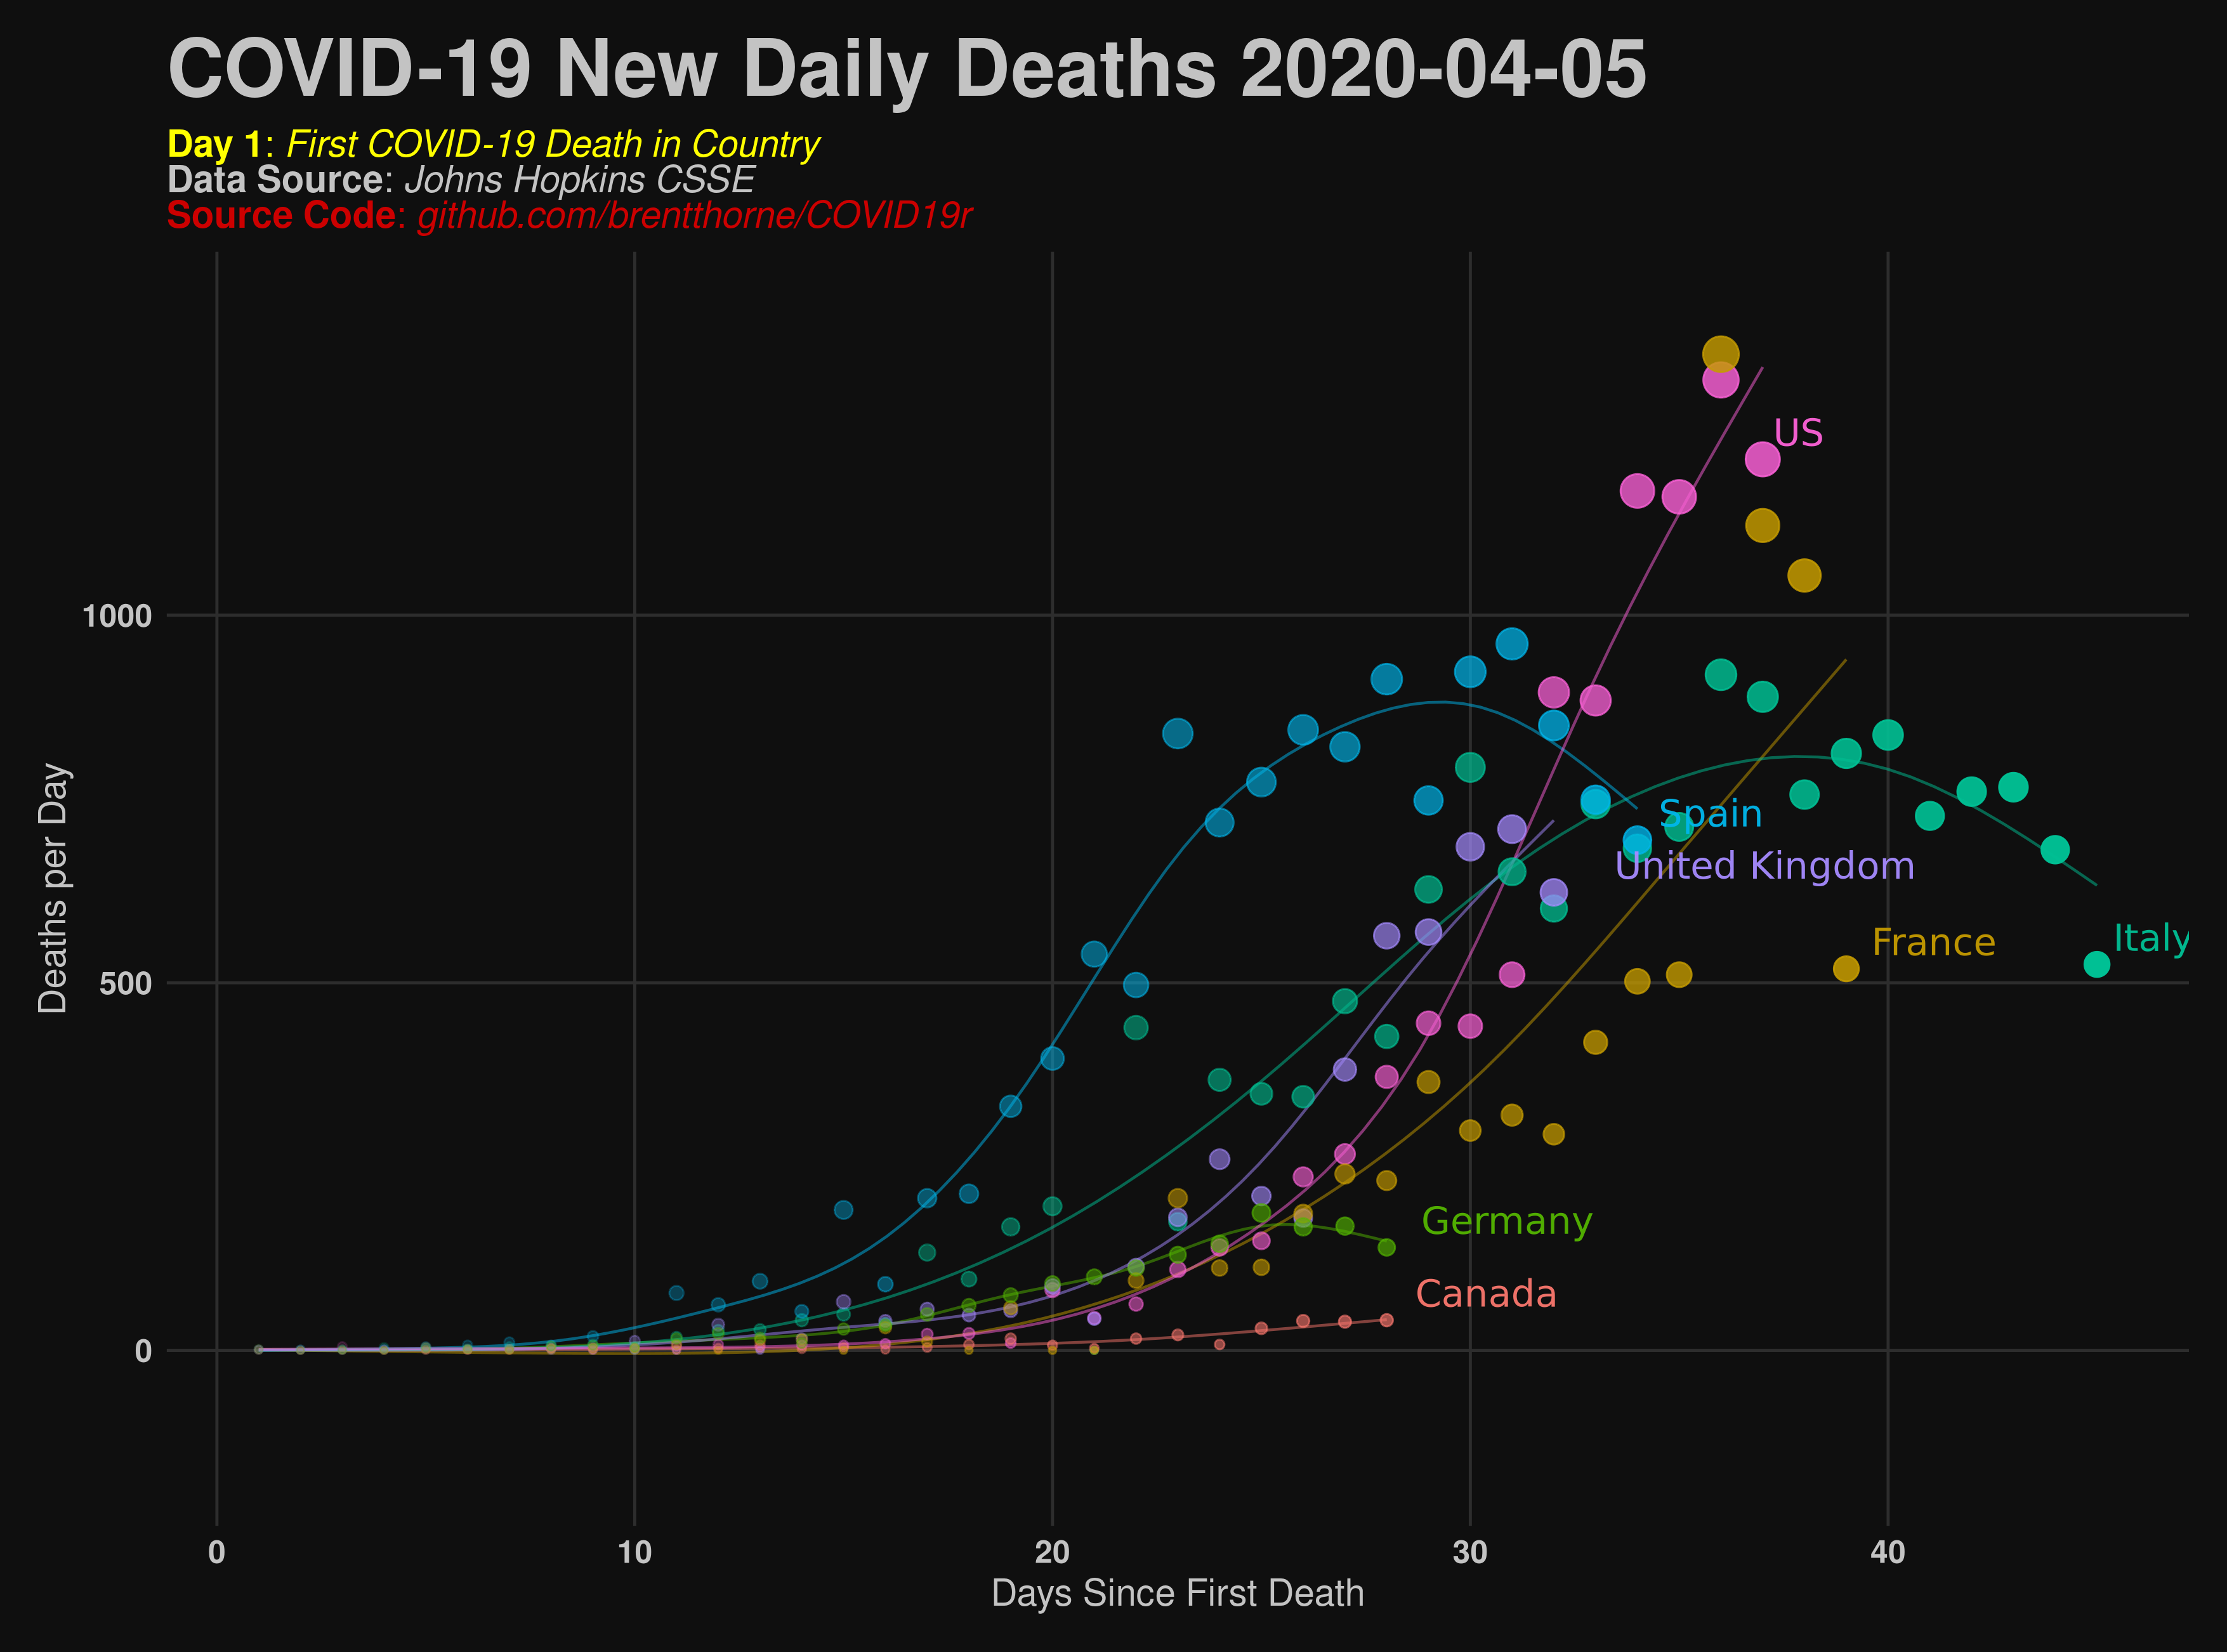 COVID-19 New Daily Deaths 2020-04-05
Day 1: First COVID-19 Death in Country
Data Source: Johns Hopkins CSSE
Source Code: github.com/brentthorne/COVID19r
US
1000
Spain
United Kingdom
Deaths per Day
France
Italy
500
Germany
Canada
0
0 10 20 30 40
Days Since First Death